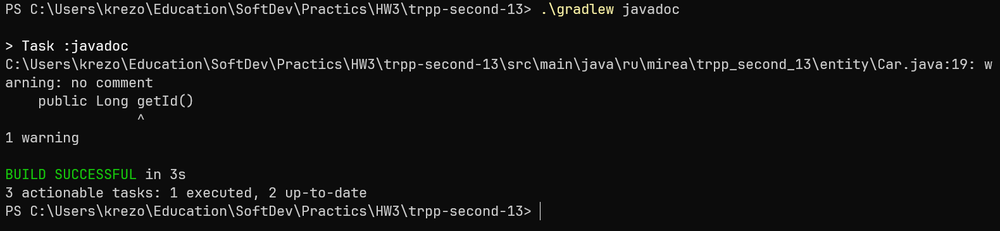 PS C:\Users\krezo\Education\SoftDev\Practics\HW3\trpp-second-13> .\gradlew javadoc
> Task :javadoc
C:\Users\krezo\Education\SoftDev\Practics\HW3\trpp-second-13\src\main\java\ru\mirea\trpp_second_13\entity\Car.java:19: w
arning: no comment
    public Long getId()
                ^
1 warning
BUILD SUCCESSFUL in 3s
3 actionable tasks: 1 executed, 2 up-to-date
PS C:\Users\krezo\Education\SoftDev\Practics\HW3\trpp-second-13>